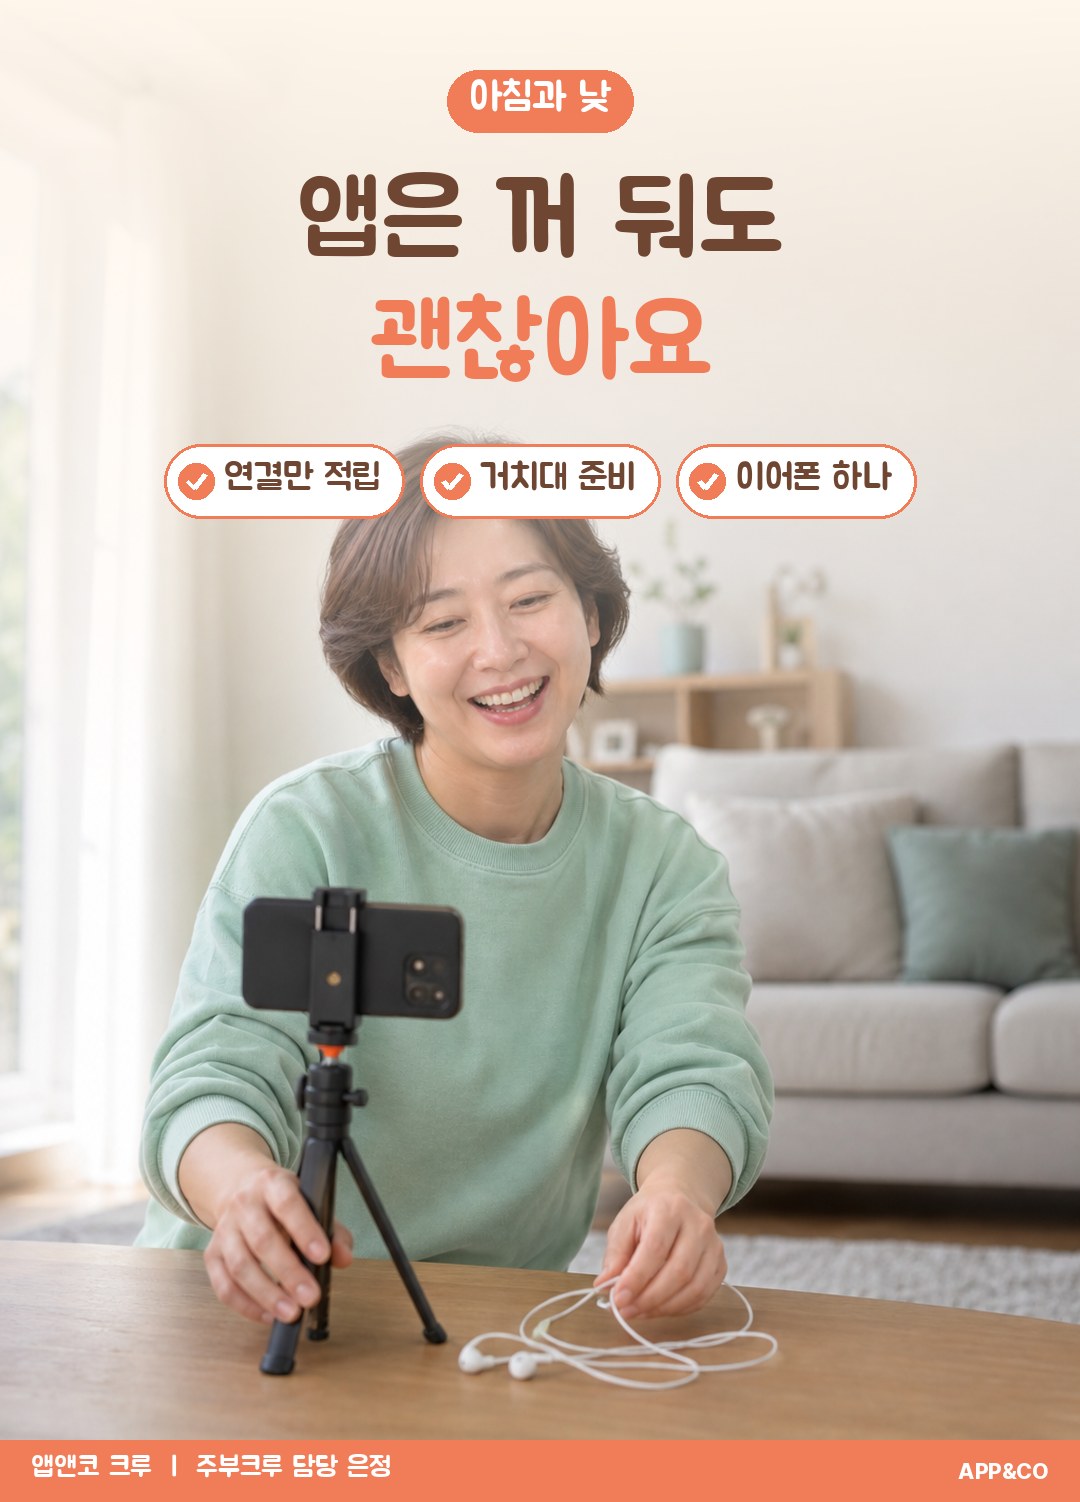 아침과 낮
앱은 꺼 둬도
괜찮아요
연결만 적립
거치대 준비
이어폰 하나
앱앤코 크루 | 주부크루 담당 은정
APP&CO